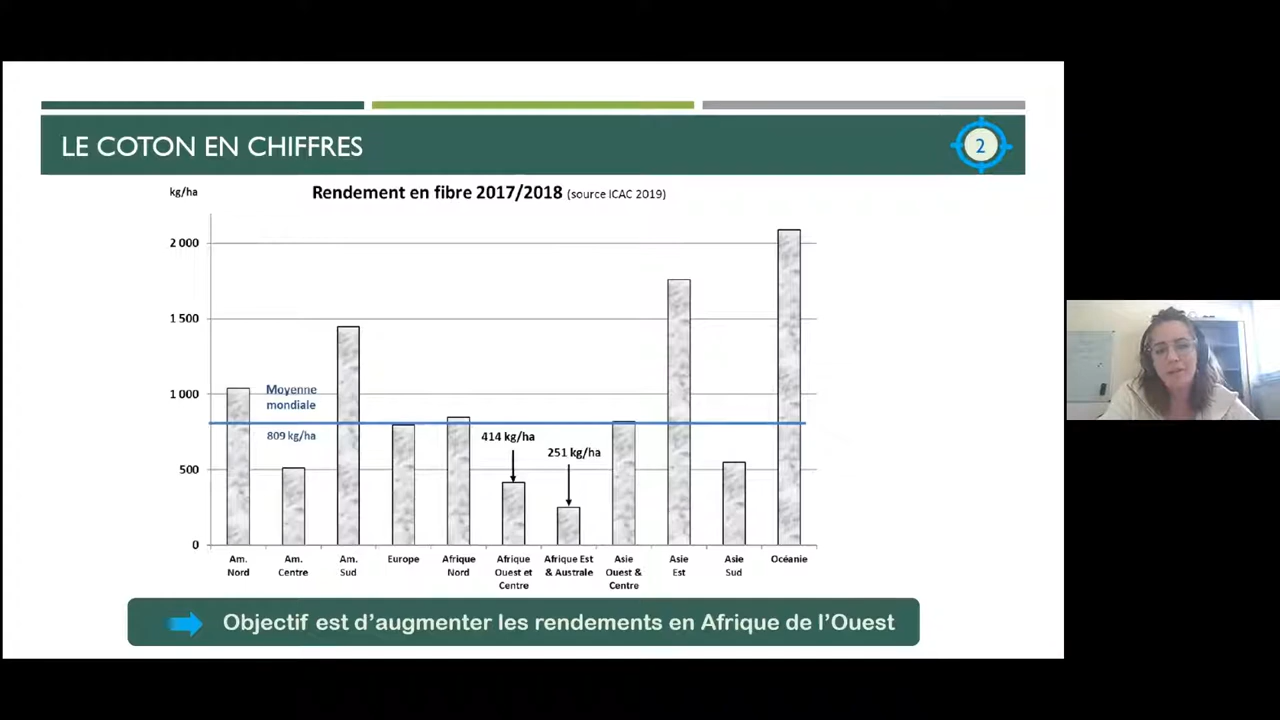 LE COTON EN CHIFFRES
2
kg/ha
Rendement en fibre 2017/2018 (source ICAC 2019)
2 000
1 500
1 000
500
0
Moyenne
mondiale
809 kg/ha
414 kg/ha
251 kg/ha
Am.
Nord
Am.
Centre
Am.
Sud
Europe
Afrique
Nord
Afrique
Ouest et
Centre
Afrique Est
& Australe
Asie
Ouest &
Centre
Asie
Est
Asie
Sud
Océanie
Objectif est d’augmenter les rendements en Afrique de l’Ouest